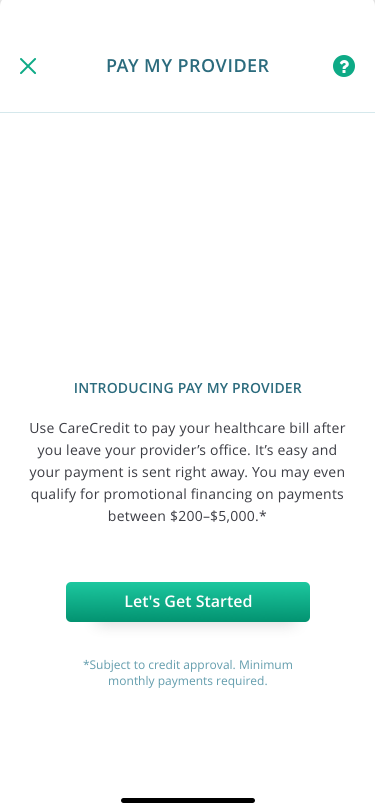 PAY MY PROVIDER
?
INTRODUCING PAY MY PROVIDER
Use CareCredit to pay your healthcare bill after
you leave your provider’s office. It’s easy and
your payment is sent right away. You may even
qualify for promotional financing on payments
between $200–$5,000.*
Let's Get Started
*Subject to credit approval. Minimum
monthly payments required.